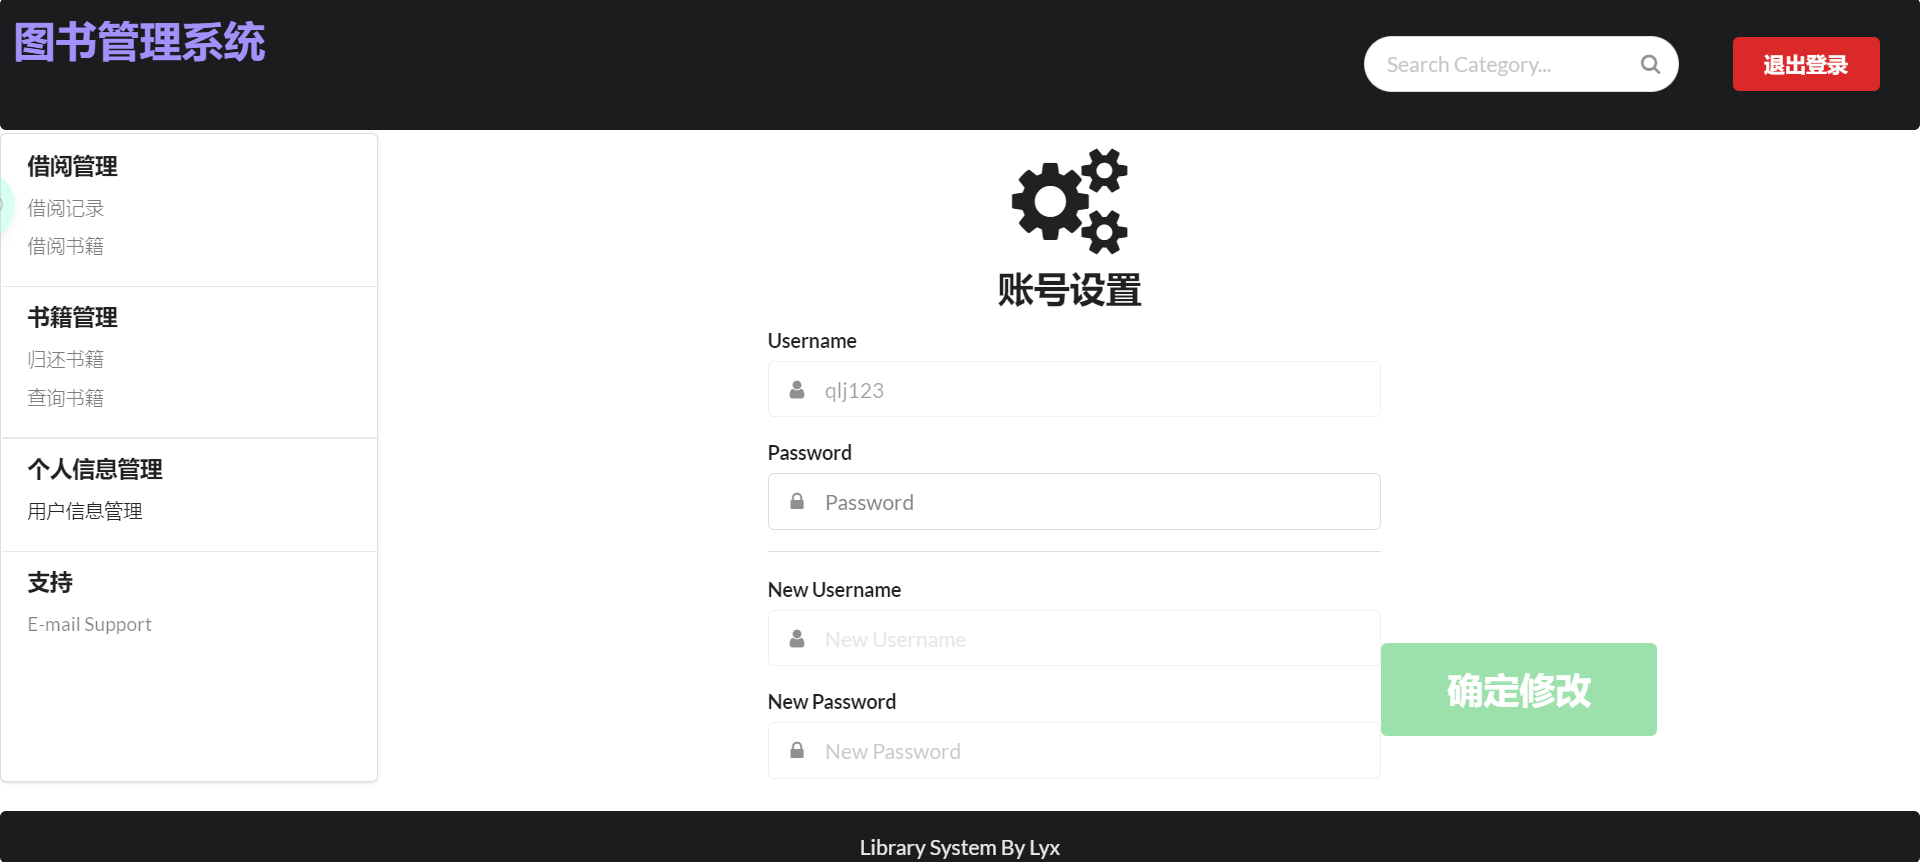 图书管理系统
Search Category...
退出登录
借阅管理
借阅记录
借阅书籍
书籍管理
归还书籍
查询书籍
个人信息管理
用户信息管理
支持
E-mail Support
账号设置
Username
qlj123
Password
Password
New Username
New Username
New Password
New Password
确定修改
Library System By Lyx